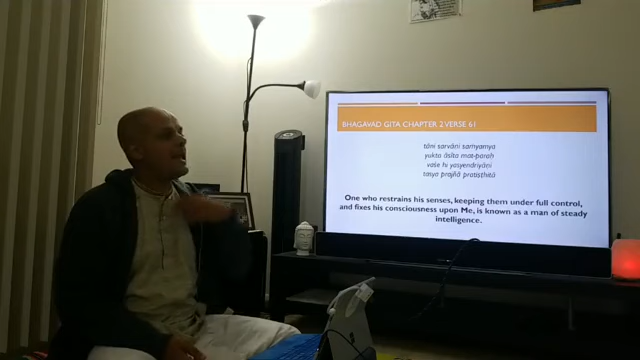 BHAGAVAD GITA CHAPTER 2 VERSE 61
tāni sarvāṇi saṁyamya
yukta āsīta mat-paraḥ
vaśe hi yasyendriyāṇi
tasya prajñā pratiṣṭhitā
One who restrains his senses, keeping them under full control,
and fixes his consciousness upon Me, is known as a man of steady
intelligence.